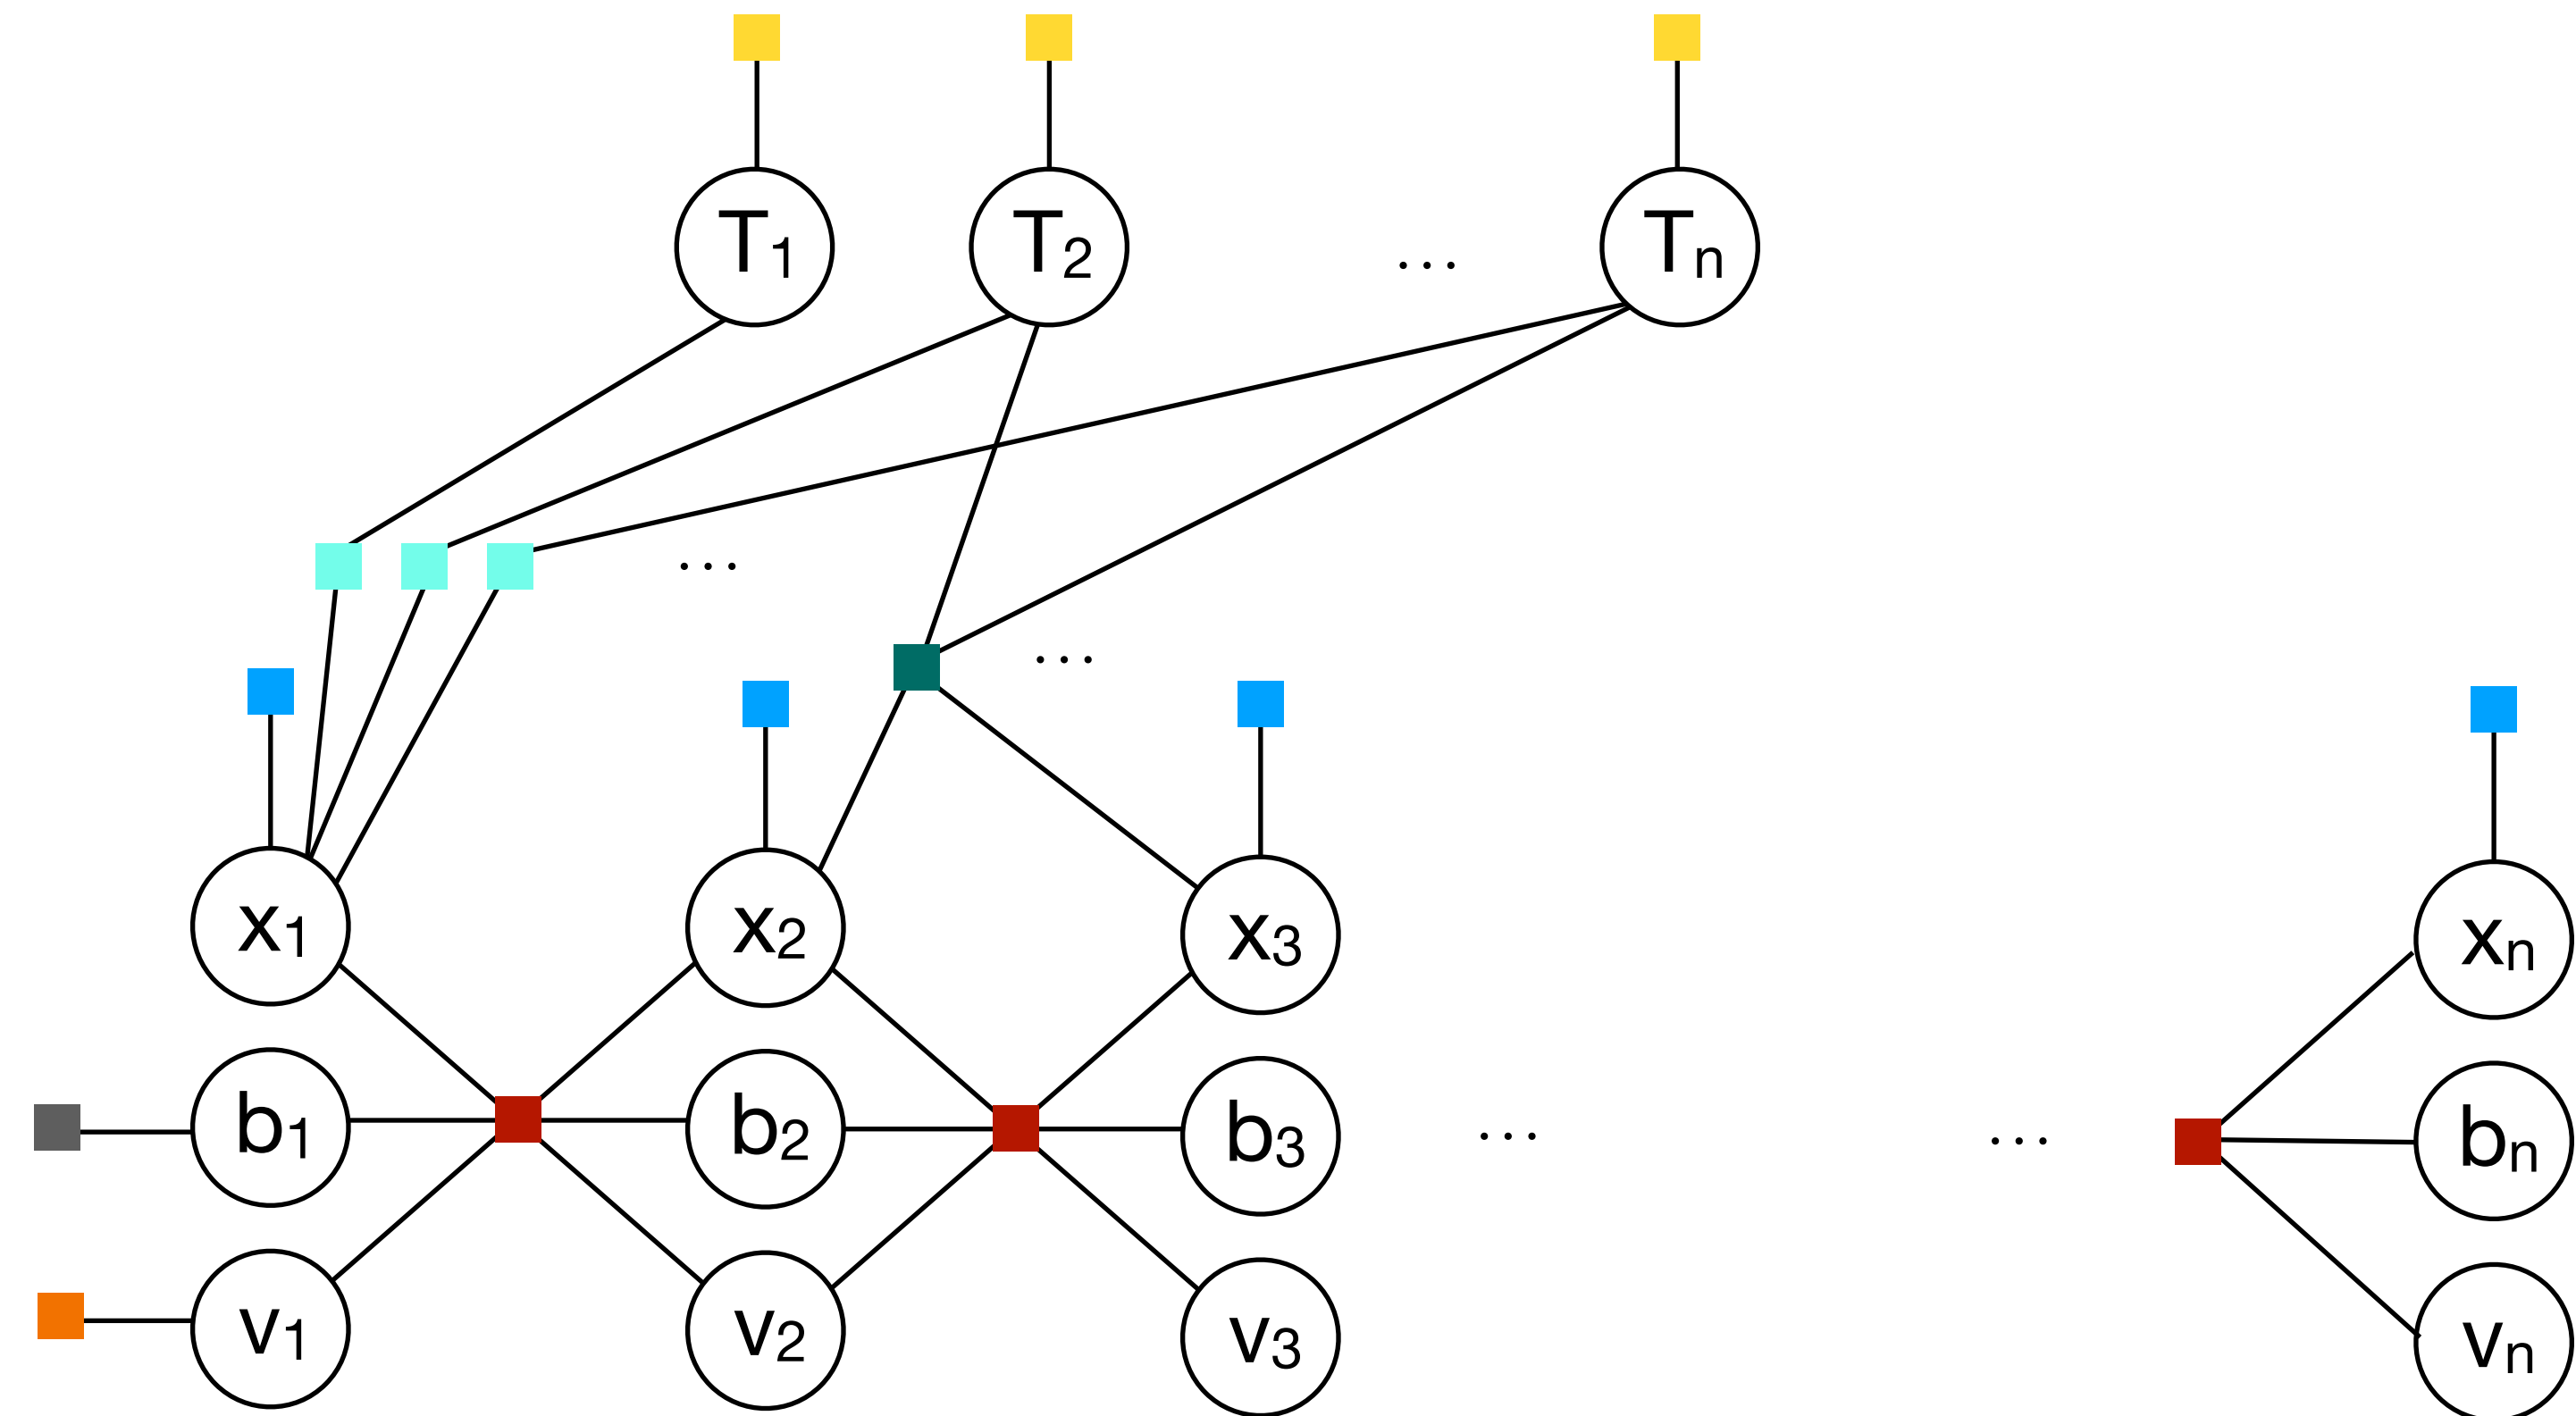 T₁ T₂ ... Tₙ
...
...
x₁ x₂ x₃ xₙ
b₁ b₂ b₃ ... ... bₙ
v₁ v₂ v₃ vₙ